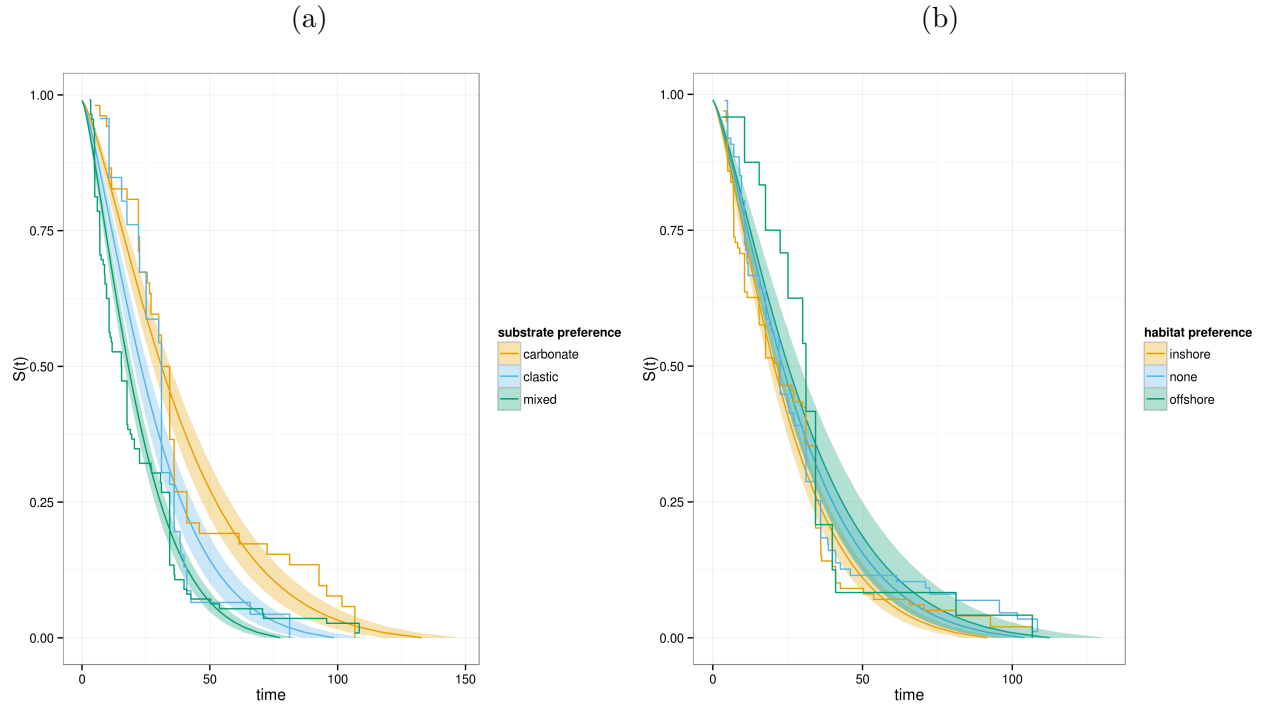 (a)
(b)
1.00
0.75
0.50
0.25
0.00
S(t)
0
50
100
150
time
substrate preference
carbonate
clastic
mixed
1.00
0.75
0.50
0.25
0.00
S(t)
0
50
100
time
habitat preference
inshore
none
offshore